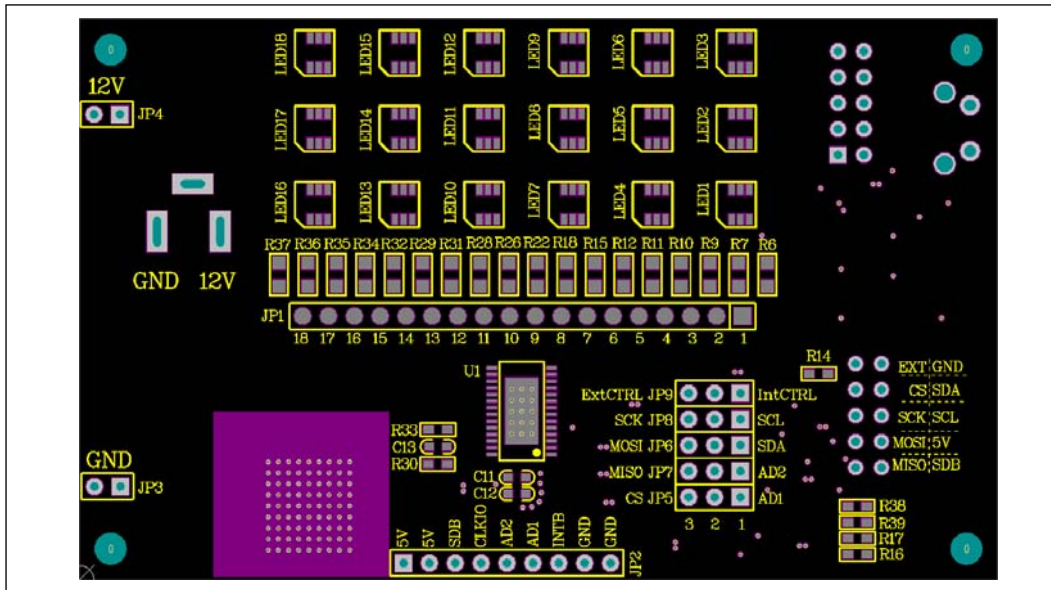 LED18 LED15 LED12 LED9 LED6 LED3
12V
JP4
LED17 LED14 LED11 LED8 LED5 LED2
LED16 LED13 LED10 LED7 LED4 LED1
R37 R36 R35 R34 R32 R29 R31 R28 R26 R22 R18 R15 R12 R11 R10 R9 R7 R6
GND 12V
JP1
18 17 16 15 14 13 12 11 10 9 8 7 6 5 4 3 2 1
U1
R14
EXT GND
ExtCTRL JP9 IntCTRL
CS SDA
SCK JP8 SCL
SCK SCL
R33
C13
R30
MOSI JP6 SDA
MOSI 5V
GND
MISO JP7 AD2
MISO SDB
C11
C12
JP3
CS JP5 AD1
3 2 1
R38
R39
R17
R16
5V 5V SDB CLKIO AD2 AD1 INTB GND GND
JP2
0 0
0 0